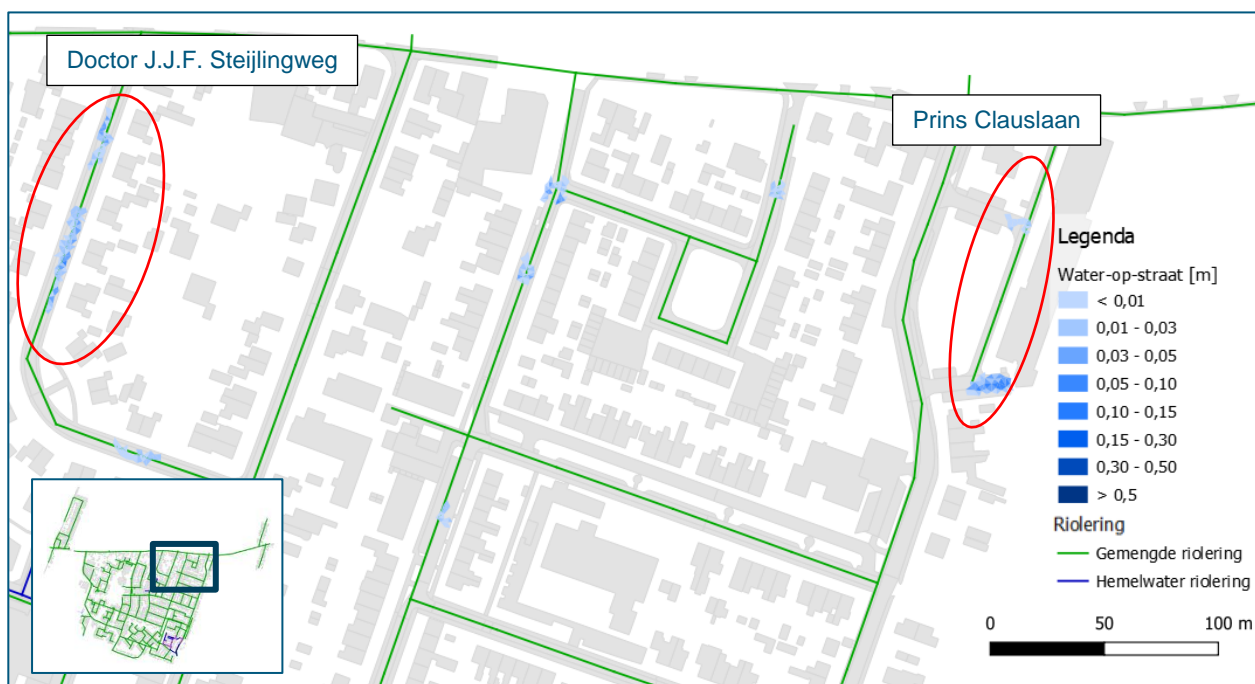 Doctor J.J.F. Steijlingweg
Prins Clauslaan
Legenda
Water-op-straat [m]
< 0,01
0,01 - 0,03
0,03 - 0,05
0,05 - 0,10
0,10 - 0,15
0,15 - 0,30
0,30 - 0,50
> 0,5
Riolering
Gemengde riolering
Hemelwater riolering
0 50 100 m